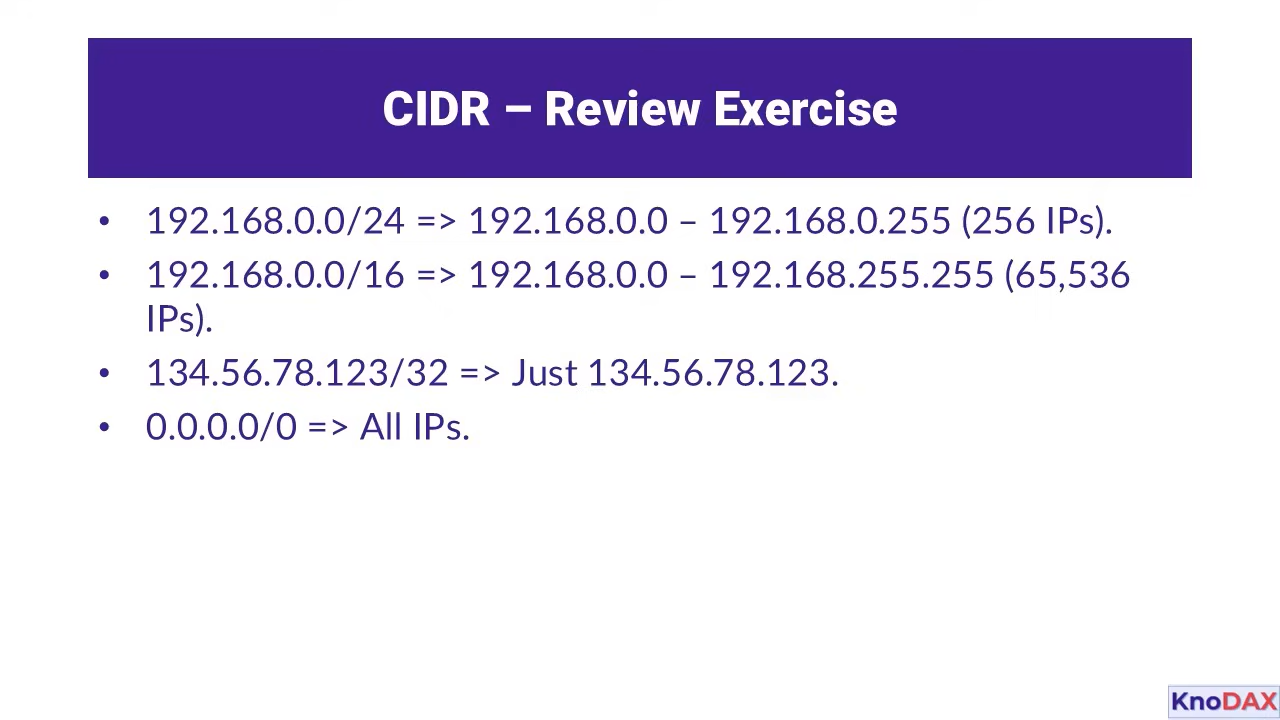 CIDR – Review Exercise
• 192.168.0.0/24 => 192.168.0.0 – 192.168.0.255 (256 IPs).
• 192.168.0.0/16 => 192.168.0.0 – 192.168.255.255 (65,536
IPs).
• 134.56.78.123/32 => Just 134.56.78.123.
• 0.0.0.0/0 => All IPs.
KnoDAX